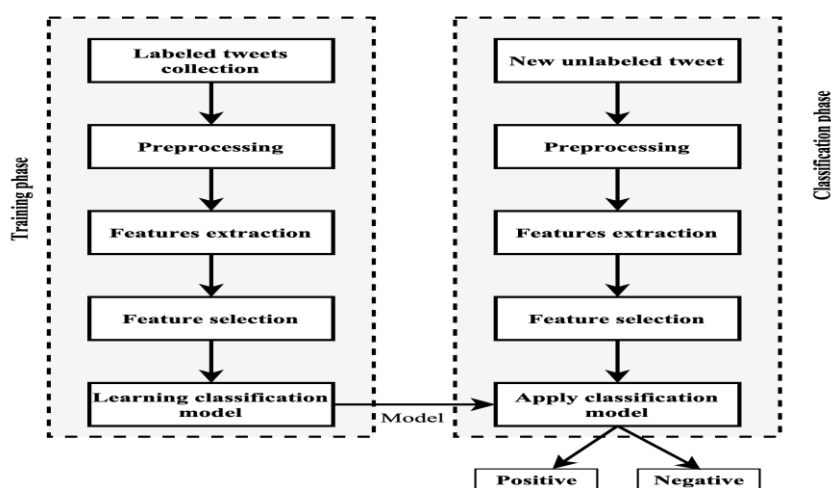 Training phase
Labeled tweets
collection
Preprocessing
Features extraction
Feature selection
Learning classification
model
Model
New unlabeled tweet
Preprocessing
Features extraction
Feature selection
Apply classification
model
Positive
Negative
Classification phase